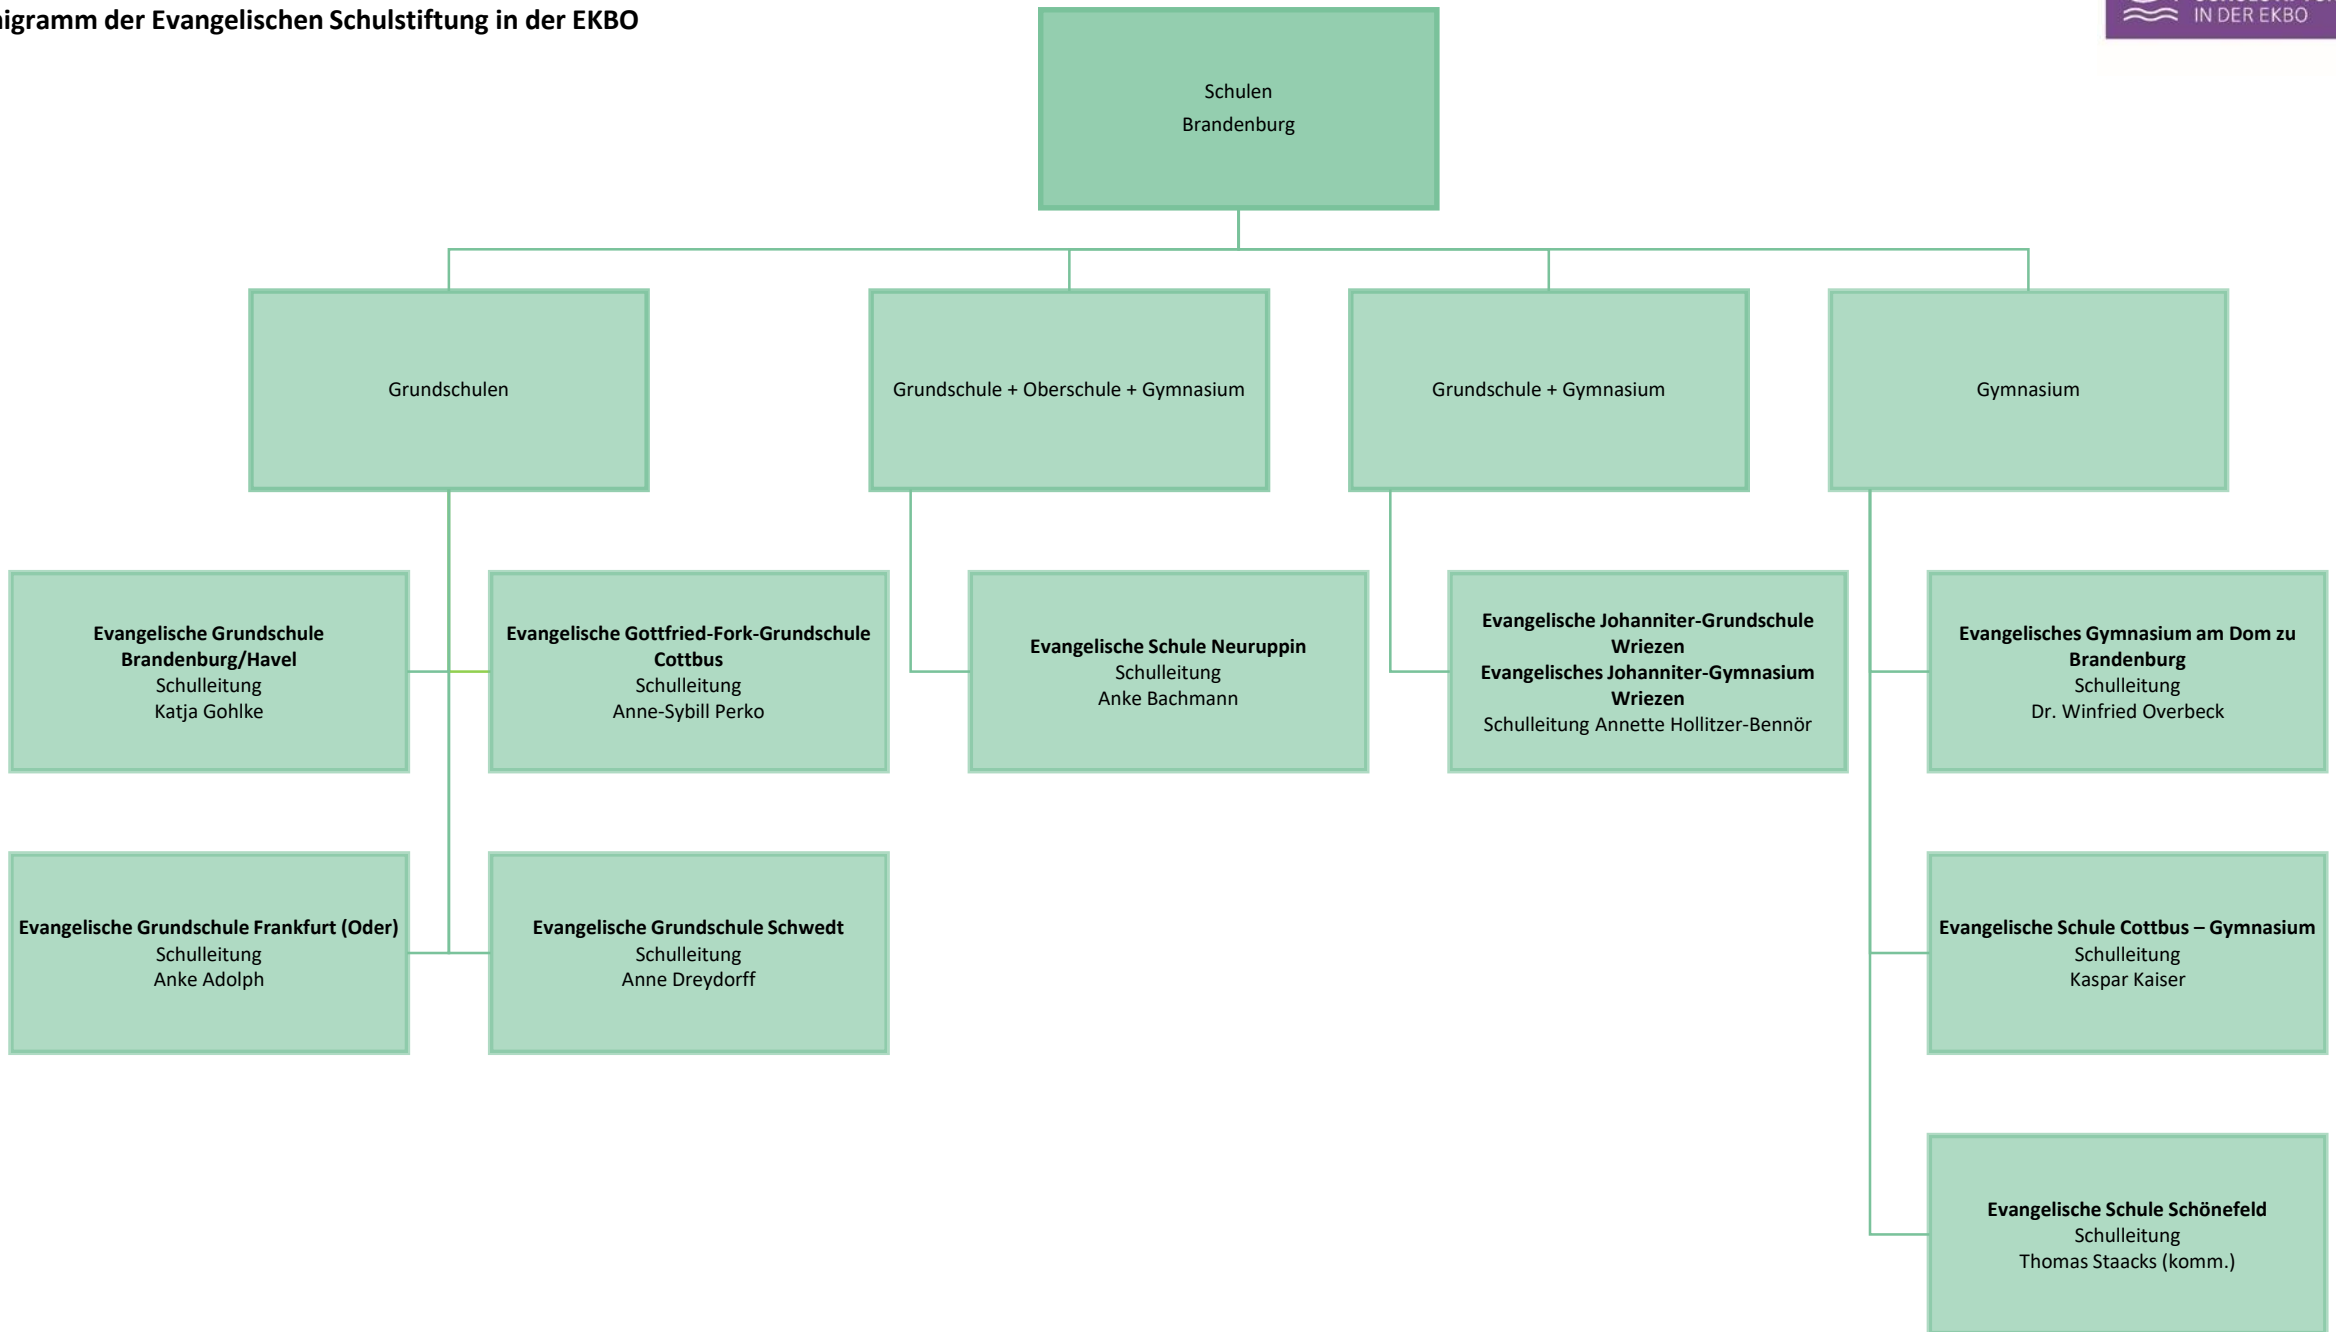 der Evangelischen Schulstiftung in der EKBO
IN DER EKBO
Schulen
Brandenburg
Grundschulen
Grundschule + Oberschule + Gymnasium
Grundschule + Gymnasium
Gymnasium
Evangelische Grundschule
Brandenburg/Havel
Schulleitung
Katja Gohlke
Evangelische Gottfried-Fork-Grundschule
Cottbus
Schulleitung
Anne-Sybill Perko
Evangelische Schule Neuruppin
Schulleitung
Anke Bachmann
Evangelische Johanniter-Grundschule
Wriezen
Evangelisches Johanniter-Gymnasium
Wriezen
Schulleitung Annette Hollitzer-Bennör
Evangelisches Gymnasium am Dom zu
Brandenburg
Schulleitung
Dr. Winfried Overbeck
Evangelische Grundschule Frankfurt (Oder)
Schulleitung
Anke Adolph
Evangelische Grundschule Schwedt
Schulleitung
Anne Dreydorff
Evangelische Schule Cottbus – Gymnasium
Schulleitung
Kaspar Kaiser
Evangelische Schule Schönefeld
Schulleitung
Thomas Staacks (komm.)